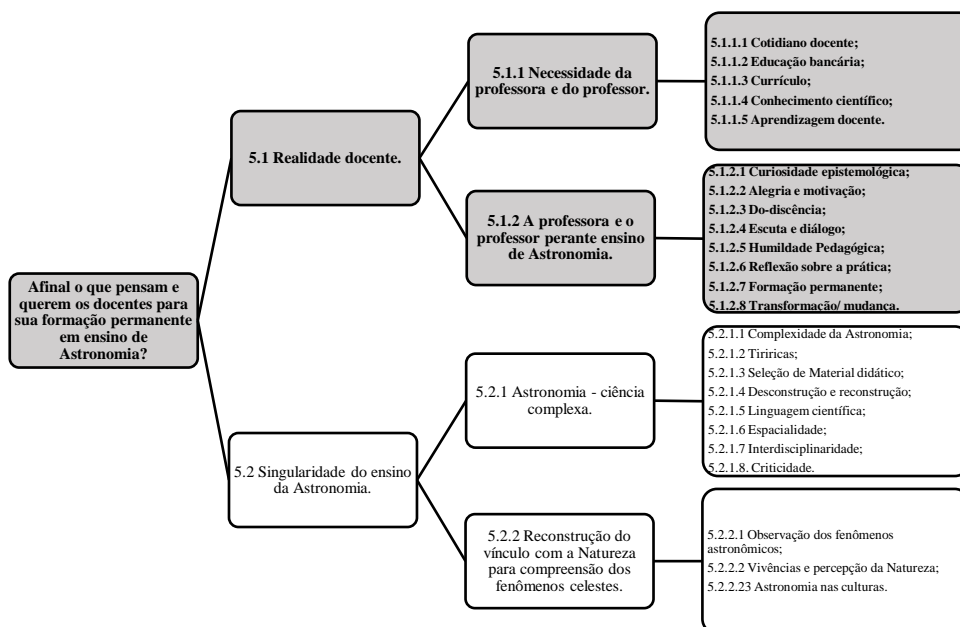 Afinal o que pensam e
querem os docentes para
sua formação permanente
em ensino de
Astronomia?
5.1 Realidade docente.
5.1.1 Necessidade da
professora e do professor.
5.1.1.1 Cotidiano docente;
5.1.1.2 Educação bancária;
5.1.1.3 Currículo;
5.1.1.4 Conhecimento científico;
5.1.1.5 Aprendizagem docente.
5.1.2 A professora e o
professor perante ensino
de Astronomia.
5.1.2.1 Curiosidade epistemológica;
5.1.2.2 Alegria e motivação;
5.1.2.3 Do-discência;
5.1.2.4 Escuta e diálogo;
5.1.2.5 Humildade Pedagógica;
5.1.2.6 Reflexão sobre a prática;
5.1.2.7 Formação permanente;
5.1.2.8 Transformação/ mudança.
5.2 Singularidade do ensino
da Astronomia.
5.2.1 Astronomia - ciência
complexa.
5.2.1.1 Complexidade da Astronomia;
5.2.1.2 Tiriricas;
5.2.1.3 Seleção de Material didático;
5.2.1.4 Desconstrução e reconstrução;
5.2.1.5 Linguagem científica;
5.2.1.6 Espacialidade;
5.2.1.7 Interdisciplinaridade;
5.2.1.8. Criticidade.
5.2.2 Reconstrução do
vínculo com a Natureza
para compreensão dos
fenômenos celestes.
5.2.2.1 Observação dos fenômenos
astronômicos;
5.2.2.2 Vivências e percepção da Natureza;
5.2.2.23 Astronomia nas culturas.